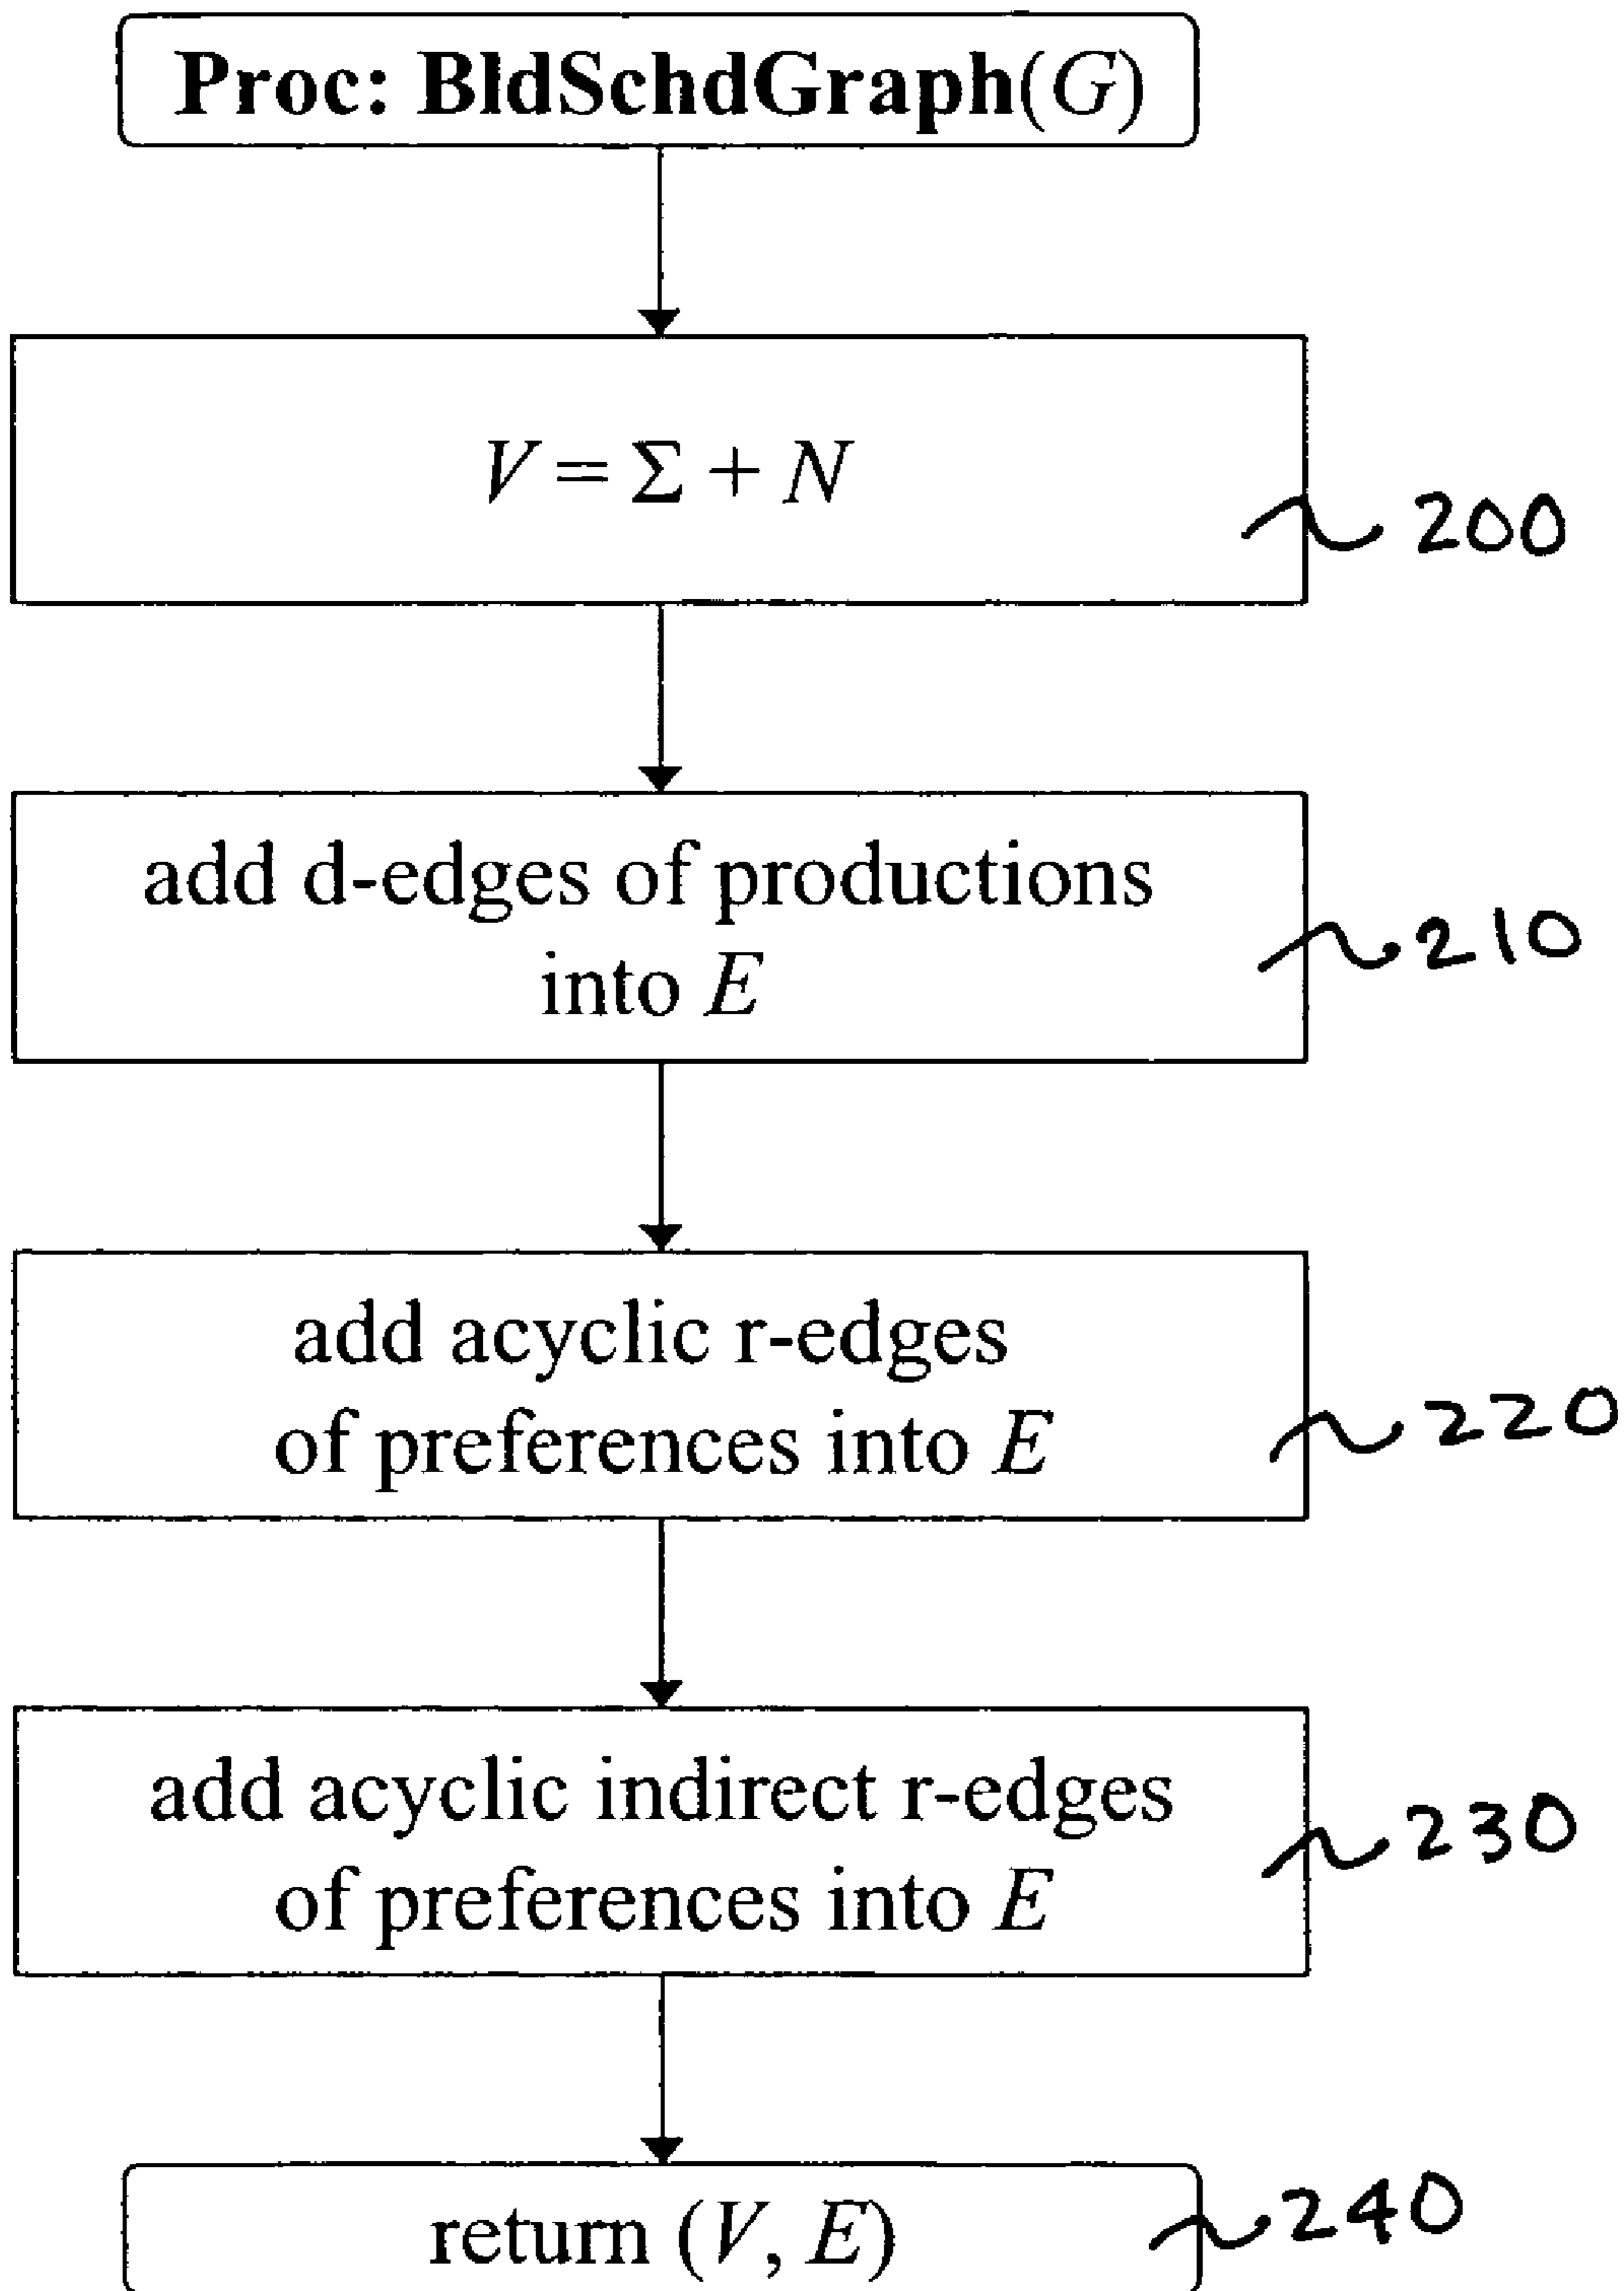 Proc: BldSchdGraph(G)
V = Σ + N
200
add d-edges of productions
into E
210
add acyclic r-edges
of preferences into E
220
add acyclic indirect r-edges
of preferences into E
230
return (V, E)
240